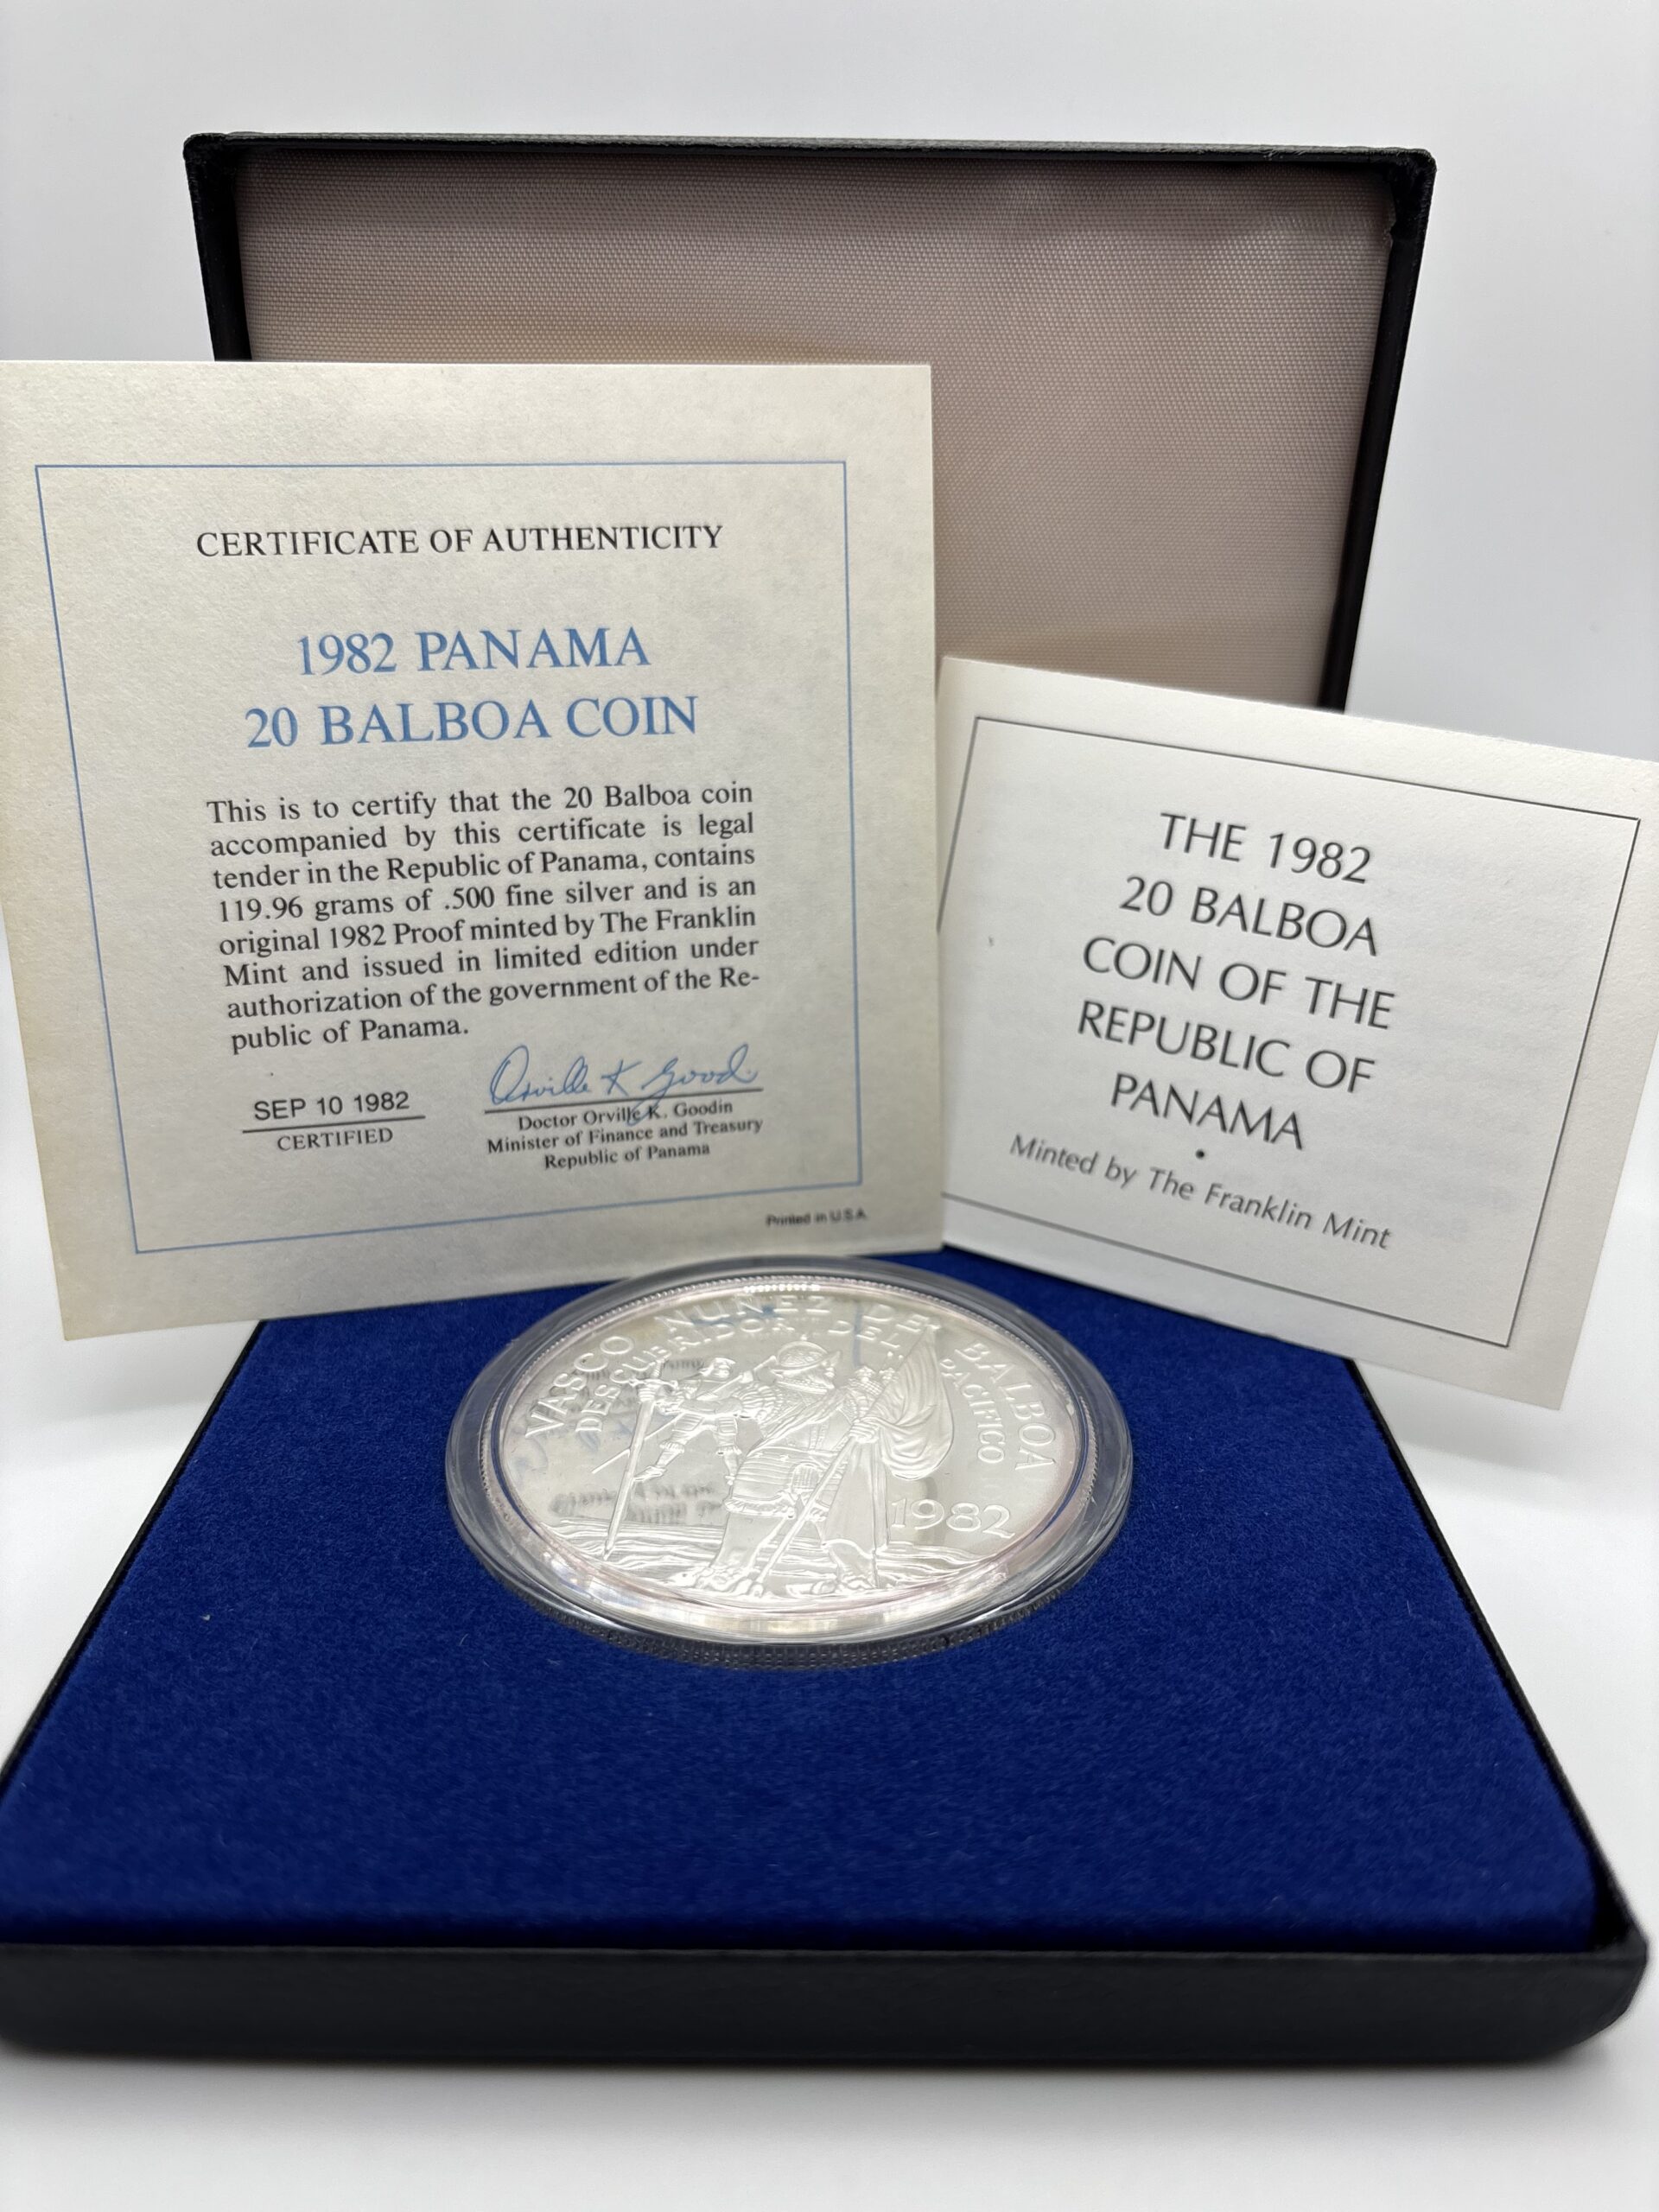 CERTIFICATE OF AUTHENTICITY
1982 PANAMA
20 BALBOA COIN
This is to certify that the 20 Balboa coin
accompanied by this certificate is legal
tender in the Republic of Panama, contains
119.96 grams of .500 fine silver and is an
original 1982 Proof minted by The Franklin
Mint and issued in limited edition under
authorization of the government of the Re-
public of Panama.
SEP 10 1982
CERTIFIED
Orville K Good
Doctor Orville K. Goodin
Minister of Finance and Treasury
Republic of Panama
Printed in U.S.A.
THE 1982
20 BALBOA
COIN OF THE
REPUBLIC OF
PANAMA
•
Minted by The Franklin Mint
VASCO NUÑEZ DE BALBOA
DESCUBRIDOR DEL PACIFICO
1982